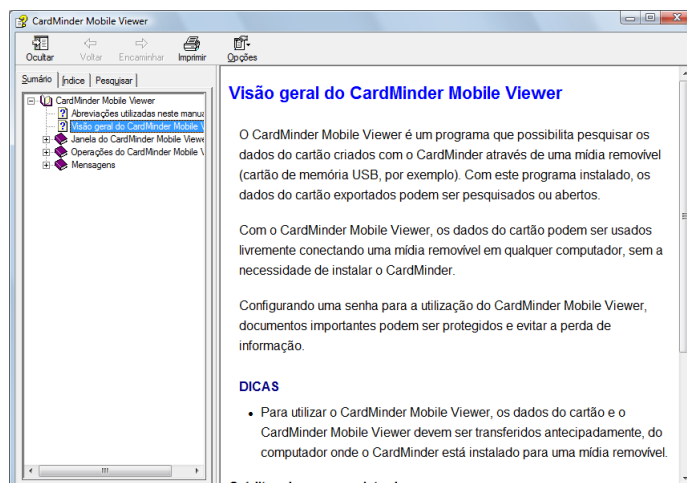 CardMinder Mobile Viewer
Ocultar Voltar Encaminhar Imprimir Opções
Sumário Índice Pesquisar
CardMinder Mobile Viewer
Abreviações utilizadas neste manua
Visão geral do CardMinder Mobile V
Janela do CardMinder Mobile Viewe
Operações do CardMinder Mobile V
Mensagens
Visão geral do CardMinder Mobile Viewer
O CardMinder Mobile Viewer é um programa que possibilita pesquisar os
dados do cartão criados com o CardMinder através de uma mídia removível
(cartão de memória USB, por exemplo). Com este programa instalado, os
dados do cartão exportados podem ser pesquisados ou abertos.
Com o CardMinder Mobile Viewer, os dados do cartão podem ser usados
livremente conectando uma mídia removível em qualquer computador, sem a
necessidade de instalar o CardMinder.
Configurando uma senha para a utilização do CardMinder Mobile Viewer,
documentos importantes podem ser protegidos e evitar a perda de
informação.
DICAS
• Para utilizar o CardMinder Mobile Viewer, os dados do cartão e o
CardMinder Mobile Viewer devem ser transferidos antecipadamente, do
computador onde o CardMinder está instalado para uma mídia removível.